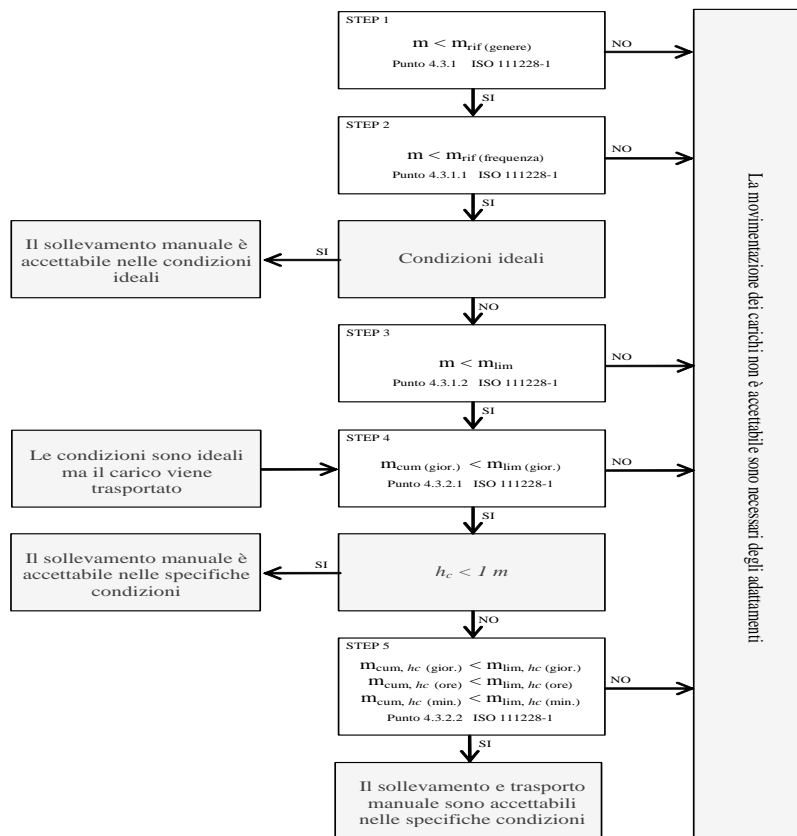 STEP 1
m < mrif (genere)
Punto 4.3.1 ISO 111228-1
NO
SI
STEP 2
m < mrif (frequenza)
Punto 4.3.1.1 ISO 111228-1
NO
SI
Il sollevamento manuale è
accettabile nelle condizioni
ideali
SI
Condizioni ideali
NO
STEP 3
m < mlim
Punto 4.3.1.2 ISO 111228-1
NO
SI
Le condizioni sono ideali
ma il carico viene
trasportato
STEP 4
mcum (gior.) < mlim (gior.)
Punto 4.3.2.1 ISO 111228-1
NO
SI
Il sollevamento manuale è
accettabile nelle specifiche
condizioni
SI
hc < 1 m
NO
STEP 5
mcum, hc (gior.) < mlim, hc (gior.)
mcum, hc (ore) < mlim, hc (ore)
mcum, hc (min.) < mlim, hc (min.)
Punto 4.3.2.2 ISO 111228-1
NO
SI
Il sollevamento e trasporto
manuale sono accettabili
nelle specifiche condizioni
La movimentazione dei carichi non è accettabile sono necessari degli adattamenti